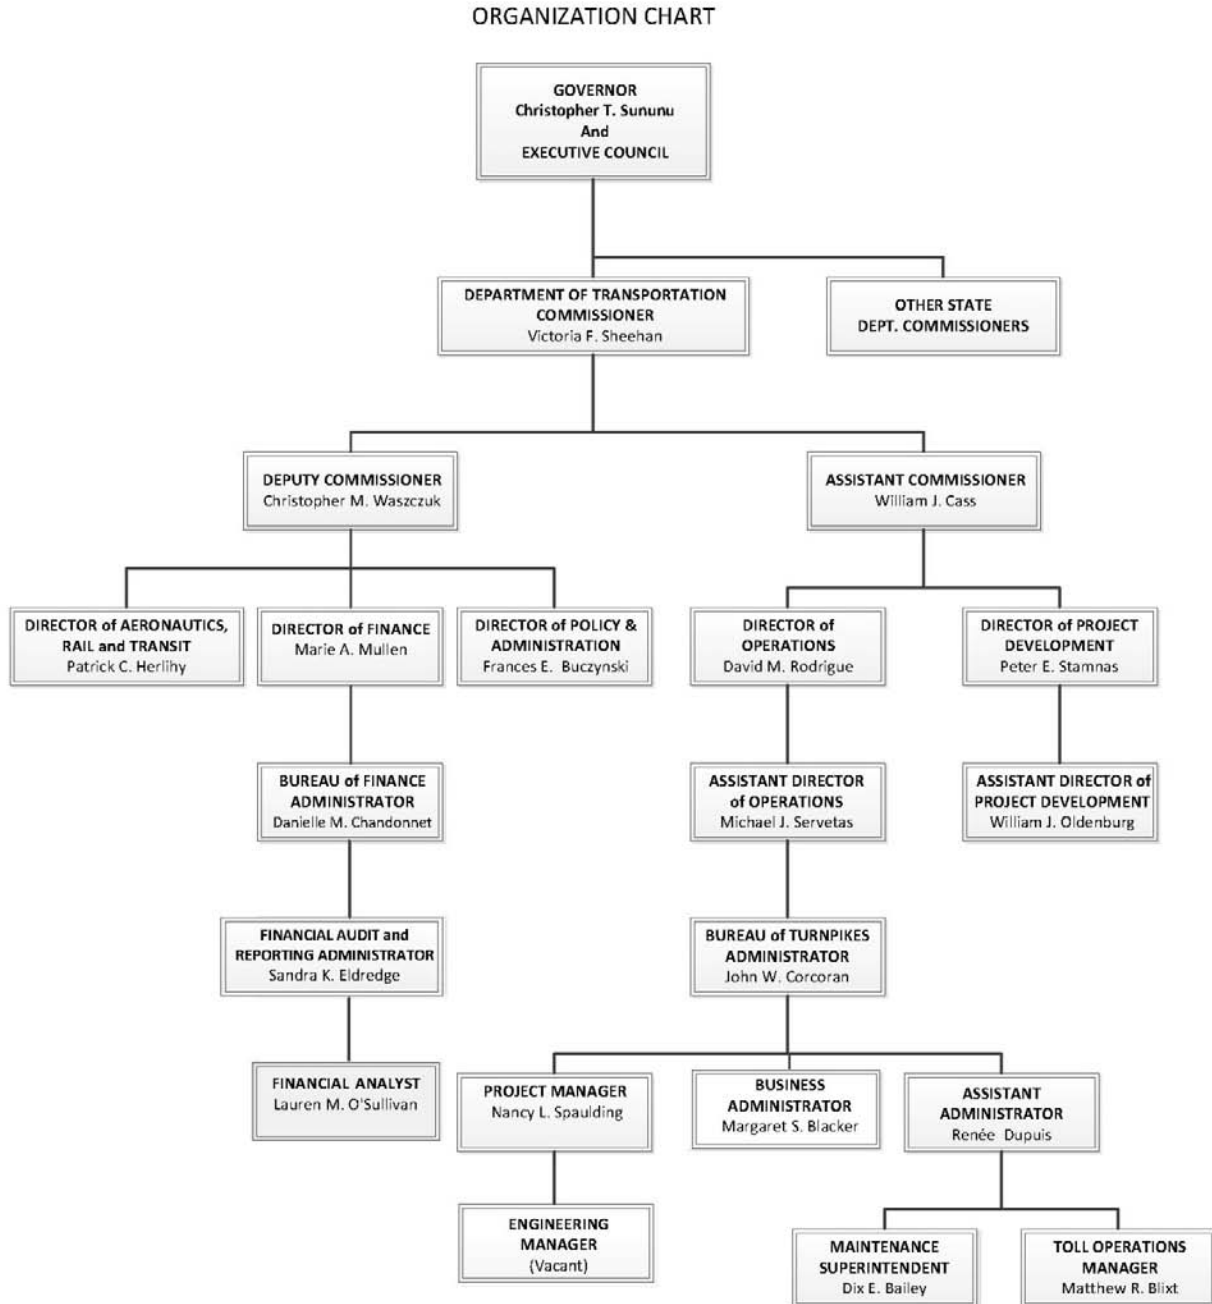 ORGANIZATION CHART
GOVERNOR
Christopher T. Sununu
And
EXECUTIVE COUNCIL
DEPARTMENT OF TRANSPORTATION
COMMISSIONER
Victoria F. Sheehan
OTHER STATE
DEPT. COMMISSIONERS
DEPUTY COMMISSIONER
Christopher M. Waszczuk
ASSISTANT COMMISSIONER
William J. Cass
DIRECTOR of AERONAUTICS,
RAIL and TRANSIT
Patrick C. Herlihy
DIRECTOR of FINANCE
Marie A. Mullen
DIRECTOR of POLICY &
ADMINISTRATION
Frances E. Buczynski
DIRECTOR of
OPERATIONS
David M. Rodrigue
DIRECTOR of PROJECT
DEVELOPMENT
Peter E. Stamnas
BUREAU of FINANCE
ADMINISTRATOR
Danielle M. Chandonnet
ASSISTANT DIRECTOR
of OPERATIONS
Michael J. Servetas
ASSISTANT DIRECTOR of
PROJECT DEVELOPMENT
William J. Oldenburg
FINANCIAL AUDIT and
REPORTING ADMINISTRATOR
Sandra K. Eldredge
BUREAU of TURNPIKES
ADMINISTRATOR
John W. Corcoran
FINANCIAL ANALYST
Lauren M. O'Sullivan
PROJECT MANAGER
Nancy L. Spaulding
BUSINESS
ADMINISTRATOR
Margaret S. Blacker
ASSISTANT
ADMINISTRATOR
Renée Dupuis
ENGINEERING
MANAGER
(Vacant)
MAINTENANCE
SUPERINTENDENT
Dix E. Bailey
TOLL OPERATIONS
MANAGER
Matthew R. Blixt